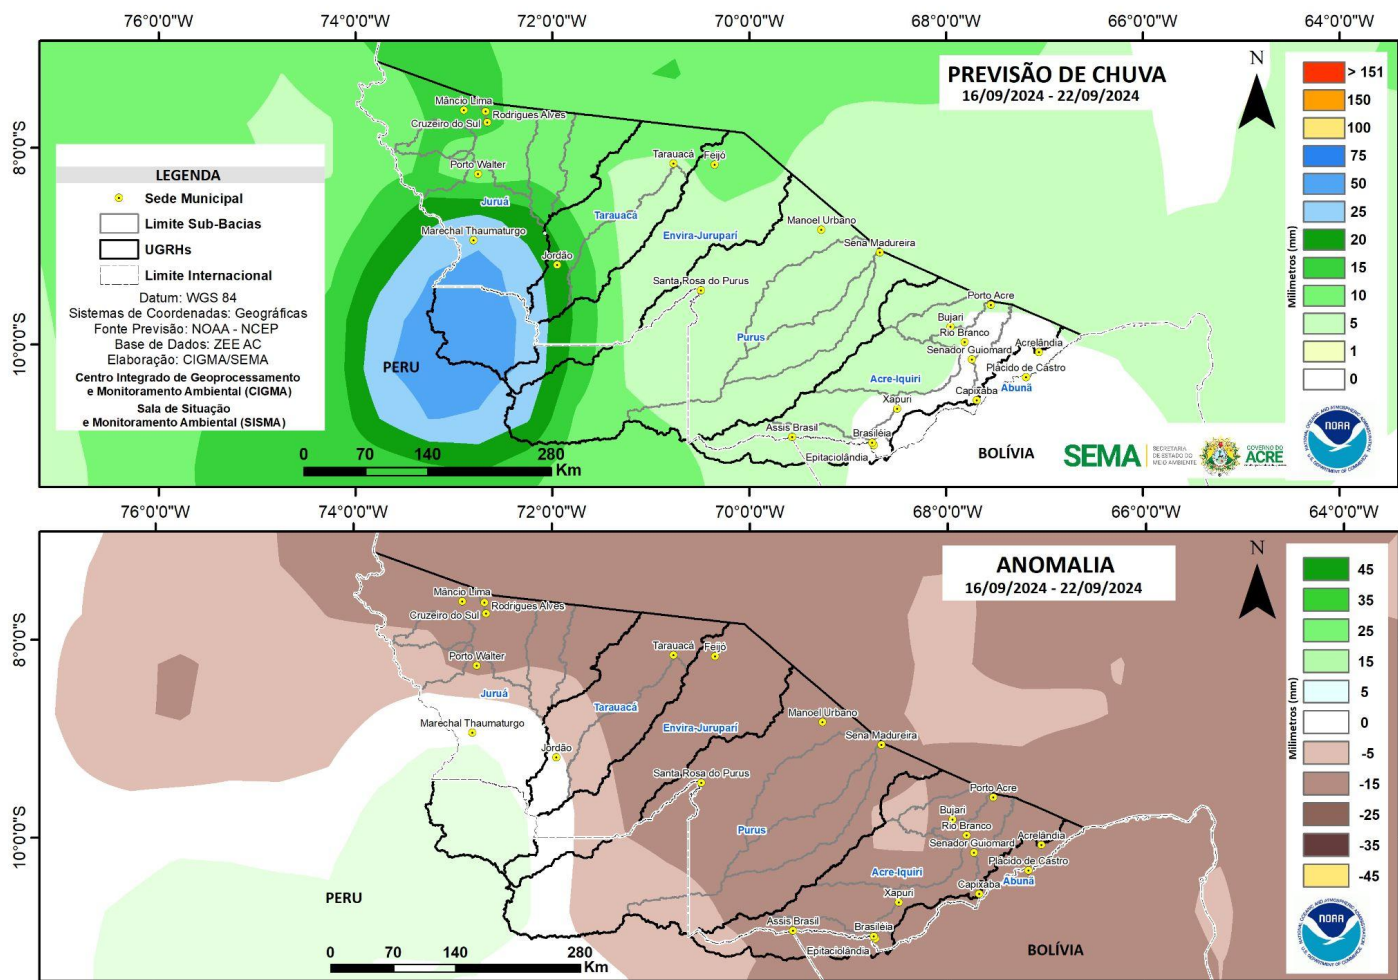 76°0'0"W 74°0'0"W 72°0'0"W 70°0'0"W 68°0'0"W 66°0'0"W 64°0'0"W
PREVISÃO DE CHUVA
16/09/2024 - 22/09/2024
N
> 151
150
100
75
50
25
20
15
10
5
1
0
Milímetros (mm)
8°0'0"S
10°0'0"S
LEGENDA
Sede Municipal
Limite Sub-Bacias
UGRHs
Limite Internacional
Datum: WGS 84
Sistemas de Coordenadas: Geográficas
Fonte Previsão: NOAA - NCEP
Base de Dados: ZEE AC
Elaboração: CIGMA/SEMA
Centro Integrado de Geoprocessamento
e Monitoramento Ambiental (CIGMA)
Sala de Situação
e Monitoramento Ambiental (SISMA)
Mâncio Lima
Rodrigues Alves
Cruzeiro do Sul
Porto Walter
Juruá
Marechal Thaumaturgo
Jordão
Tarauacá
Feijó
Tarauacá
Envira-Jurupari
Manoel Urbano
Sena Madureira
Santa Rosa do Purus
Purus
Porto Acre
Bujari
Rio Branco
Senador Guiomard
Acrelândia
Plácido de Castro
Abunã
Acre-Iquiri
Capixaba
Xapuri
Assis Brasil
Brasiléia
Epitaciolândia
PERU
BOLÍVIA
0 70 140 280
Km
SEMA
SECRETARIA
DE ESTADO DO
MEIO AMBIENTE
GOVERNO DO
ACRE
NOAA
76°0'0"W 74°0'0"W 72°0'0"W 70°0'0"W 68°0'0"W 66°0'0"W 64°0'0"W
ANOMALIA
16/09/2024 - 22/09/2024
N
45
35
25
15
5
0
-5
-15
-25
-35
-45
Milímetros (mm)
8°0'0"S
10°0'0"S
Mâncio Lima
Rodrigues Alves
Cruzeiro do Sul
Porto Walter
Juruá
Marechal Thaumaturgo
Jordão
Tarauacá
Feijó
Tarauacá
Envira-Jurupari
Manoel Urbano
Sena Madureira
Santa Rosa do Purus
Purus
Porto Acre
Bujari
Rio Branco
Senador Guiomard
Acrelândia
Plácido de Castro
Abunã
Acre-Iquiri
Capixaba
Xapuri
Assis Brasil
Brasiléia
Epitaciolândia
PERU
BOLÍVIA
0 70 140 280
Km
NOAA